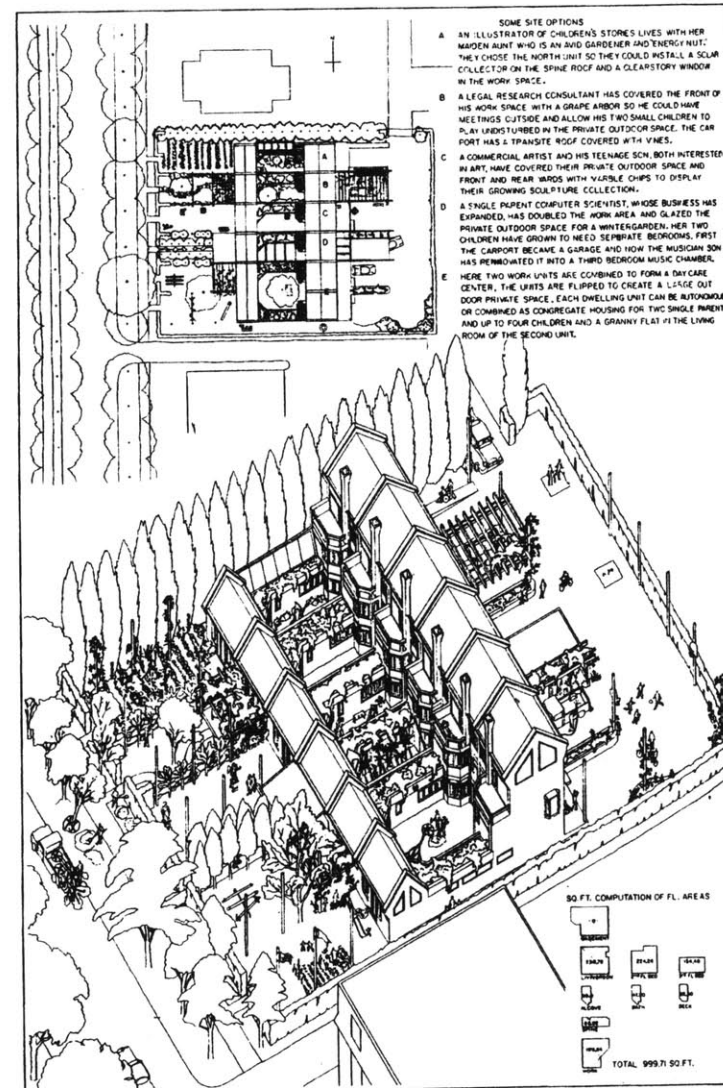 SOME SITE OPTIONS
A AN ILLUSTRATOR OF CHILDREN'S STORIES LIVES WITH HER
MAIDEN AUNT WHO IS AN AVID GARDENER AND "ENERGY NUT."
THEY CHOSE THE NORTH UNIT SO THEY COULD INSTALL A SOLAR
COLLECTOR ON THE SPINE ROOF AND A CLEARSTORY WINDOW
IN THE WORK SPACE.
B A LEGAL RESEARCH CONSULTANT HAS COVERED THE FRONT OF
HIS WORK SPACE WITH A GRAPE ARBOR SO HE COULD HAVE
MEETINGS OUTSIDE AND ALLOW HIS TWO SMALL CHILDREN TO
PLAY UNDISTURBED IN THE PRIVATE OUTDOOR SPACE. THE CAR
PORT HAS A TRANSITE ROOF COVERED WITH VINES.
C A COMMERCIAL ARTIST AND HIS TEENAGE SON, BOTH INTERESTED
IN ART, HAVE COVERED THEIR PRIVATE OUTDOOR SPACE AND
FRONT AND REAR YARDS WITH MARBLE CHIPS TO DISPLAY
THEIR GROWING SCULPTURE COLLECTION.
D A SINGLE PARENT COMPUTER SCIENTIST, WHOSE BUSINESS HAS
EXPANDED, HAS DOUBLED THE WORK AREA AND GLAZED THE
PRIVATE OUTDOOR SPACE FOR A WINTERGARDEN. HER TWO
CHILDREN HAVE GROWN TO NEED SEPERATE BEDROOMS. FIRST
THE CARPORT BECAME A GARAGE AND NOW THE MUSICIAN SON
HAS RENNOVATED IT INTO A THIRD BEDROOM MUSIC CHAMBER.
E HERE TWO WORK UNITS ARE COMBINED TO FORM A DAY CARE
CENTER, THE UNITS ARE FLIPPED TO CREATE A LARGE OUT
DOOR PRIVATE SPACE. EACH DWELLING UNIT CAN BE AUTONOMOUS
OR COMBINED AS CONGREGATE HOUSING FOR TWO SINGLE PARENTS
AND UP TO FOUR CHILDREN AND A GRANNY FLAT IN THE LIVING
ROOM OF THE SECOND UNIT.
A
B
C
D
E
SQ FT. COMPUTATION OF FL. AREAS
BASEMENT
ALCOVE BATH DECK
TOTAL 999.71 SQ.FT.